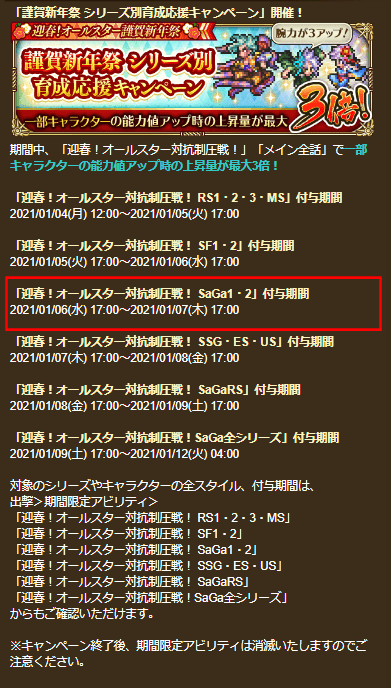 「謹賀新年祭 シリーズ別育成応援キャンペーン」開催！
迎春！オールスター謹賀新年祭
腕力が3アップ！
謹賀新年祭 シリーズ別
育成応援キャンペーン
3倍！
一部キャラクターの能力値アップ時の上昇量が最大
期間中、「迎春！オールスター対抗制圧戦！」「メイン全話」で一部
キャラクターの能力値アップ時の上昇量が最大3倍！
「迎春！オールスター対抗制圧戦！ RS1・2・3・MS」付与期間
2021/01/04(月) 12:00～2021/01/05(火) 17:00
「迎春！オールスター対抗制圧戦！ SF1・2」付与期間
2021/01/05(火) 17:00～2021/01/06(水) 17:00
「迎春！オールスター対抗制圧戦！ SaGa1・2」付与期間
2021/01/06(水) 17:00～2021/01/07(木) 17:00
「迎春！オールスター対抗制圧戦！ SSG・ES・US」付与期間
2021/01/07(木) 17:00～2021/01/08(金) 17:00
「迎春！オールスター対抗制圧戦！ SaGaRS」付与期間
2021/01/08(金) 17:00～2021/01/09(土) 17:00
「迎春！オールスター対抗制圧戦！SaGa全シリーズ」付与期間
2021/01/09(土) 17:00～2021/01/12(火) 04:00
対象のシリーズやキャラクターの全スタイル、付与期間は、
出撃＞期間限定アビリティ＞
「迎春！オールスター対抗制圧戦！ RS1・2・3・MS」
「迎春！オールスター対抗制圧戦！ SF1・2」
「迎春！オールスター対抗制圧戦！ SaGa1・2」
「迎春！オールスター対抗制圧戦！ SSG・ES・US」
「迎春！オールスター対抗制圧戦！ SaGaRS」
「迎春！オールスター対抗制圧戦！SaGa全シリーズ」
からもご確認いただけます。
※キャンペーン終了後、期間限定アビリティは消滅いたしますのでご
注意ください。